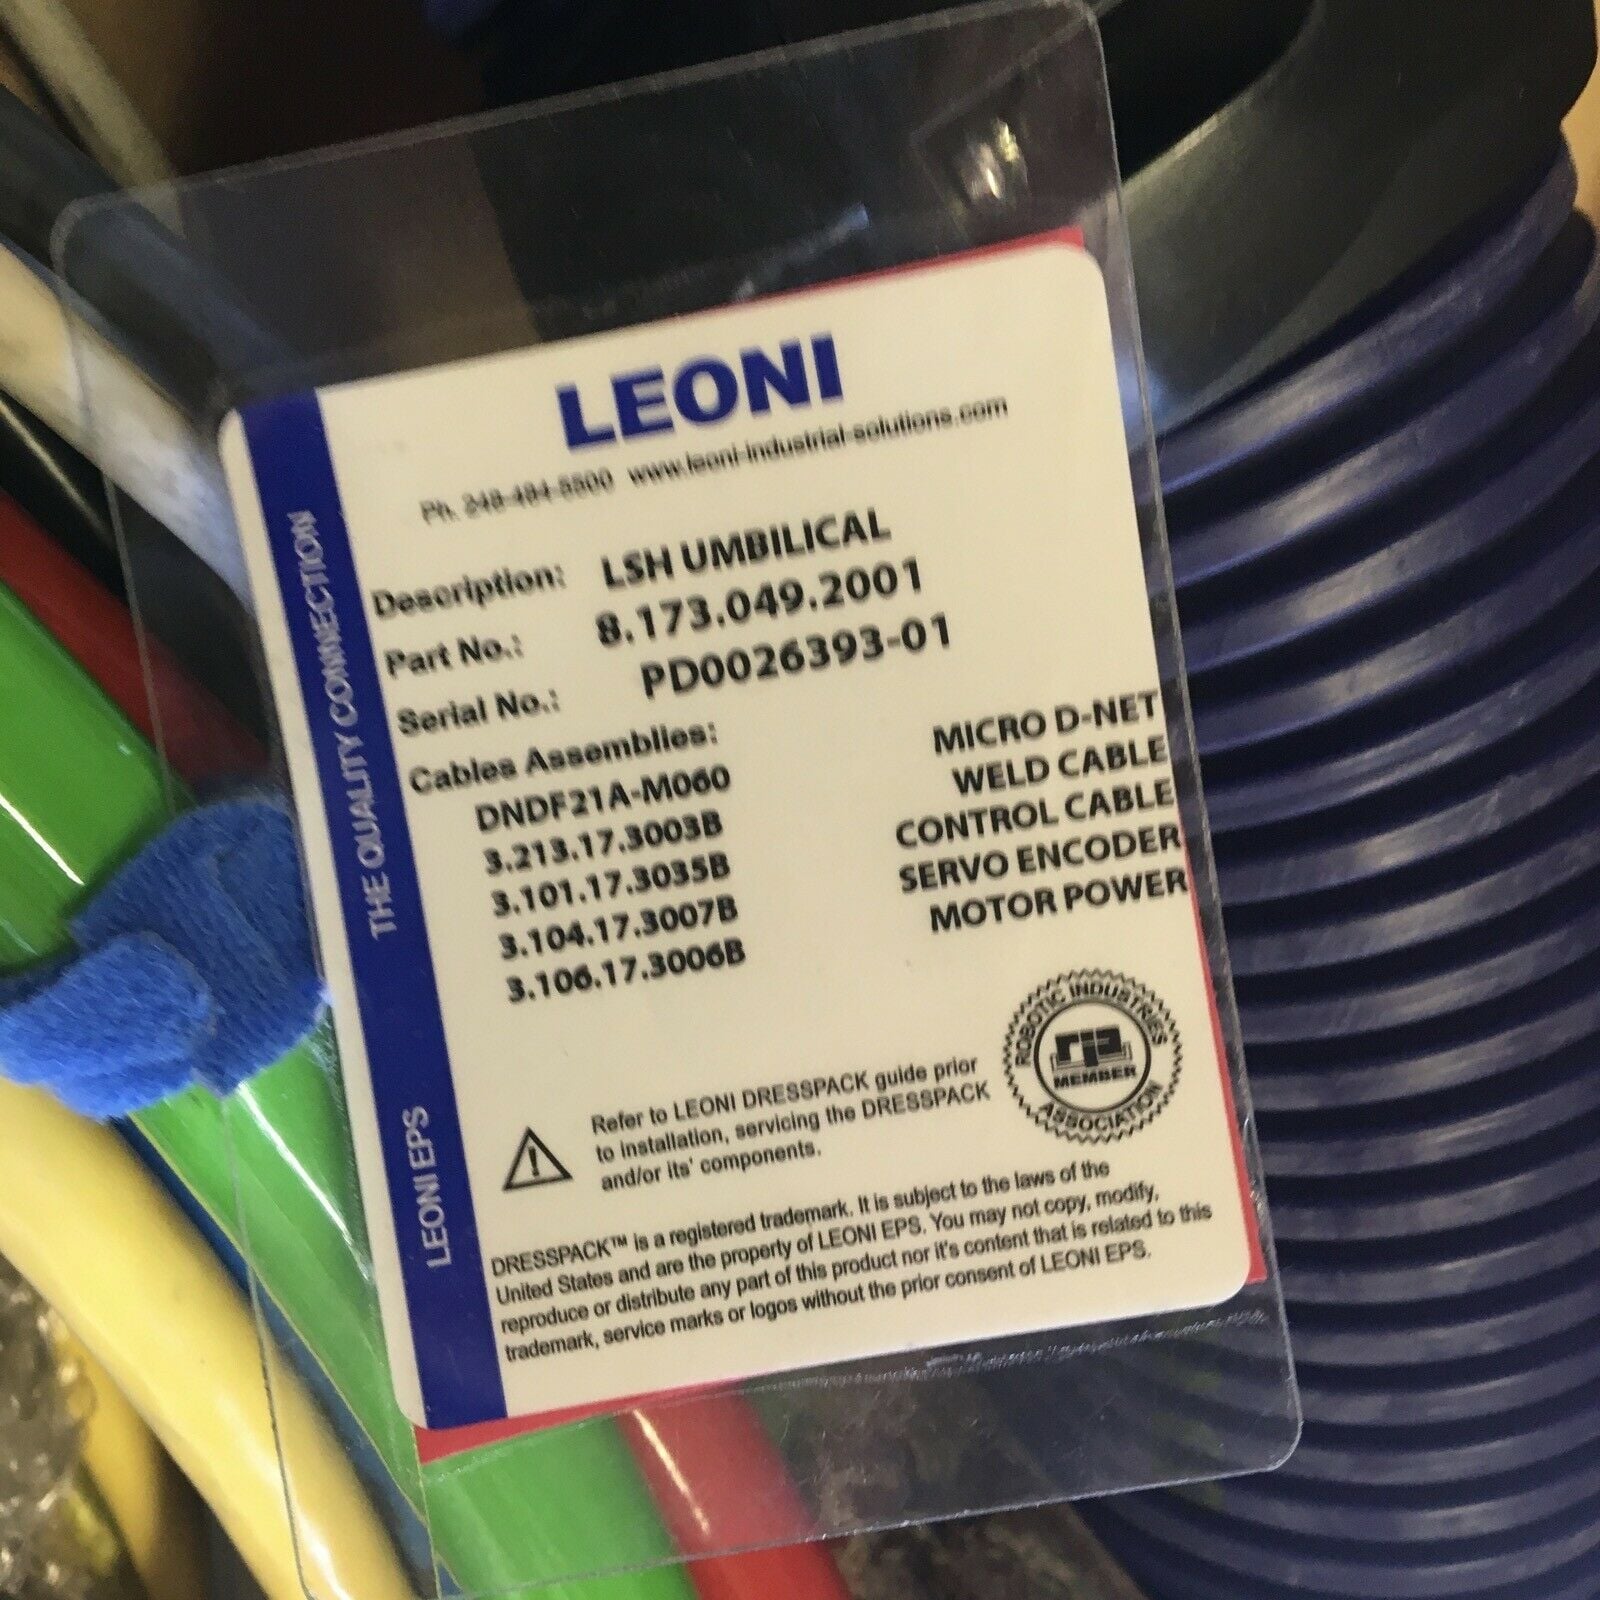 LEONI
Ph. 248-484-5500 www.leoni-industrial-solutions.com
Description: LSH UMBILICAL
Part No.: 8.173.049.2001
Serial No.: PD0026393-01
Cables Assemblies:
DNDF21A-M060 MICRO D-NET
3.213.17.3003B WELD CABLE
3.101.17.3035B CONTROL CABLE
3.104.17.3007B SERVO ENCODER
3.106.17.3006B MOTOR POWER
ROBOTIC INDUSTRIES
ria
MEMBER
ASSOCIATION
Refer to LEONI DRESSPACK guide prior
to installation, servicing the DRESSPACK
and/or its' components.
DRESSPACK™ is a registered trademark. It is subject to the laws of the
United States and are the property of LEONI EPS. You may not copy, modify,
reproduce or distribute any part of this product nor it's content that is related to this
trademark, service marks or logos without the prior consent of LEONI EPS.
THE QUALITY CONNECTION
LEONI EPS